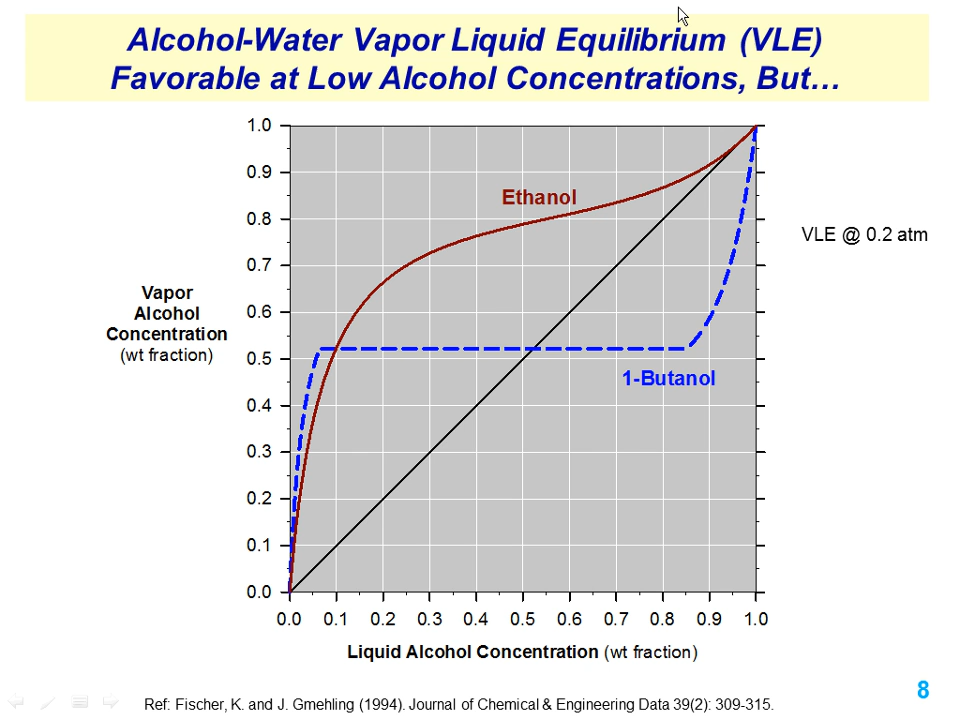 Alcohol-Water Vapor Liquid Equilibrium (VLE)
Favorable at Low Alcohol Concentrations, But…
1.0
0.9
0.8
0.7
0.6
0.5
0.4
0.3
0.2
0.1
0.0
Vapor
Alcohol
Concentration
(wt fraction)
Ethanol
1-Butanol
VLE @ 0.2 atm
0.0 0.1 0.2 0.3 0.4 0.5 0.6 0.7 0.8 0.9 1.0
Liquid Alcohol Concentration (wt fraction)
8
Ref: Fischer, K. and J. Gmehling (1994). Journal of Chemical & Engineering Data 39(2): 309-315.